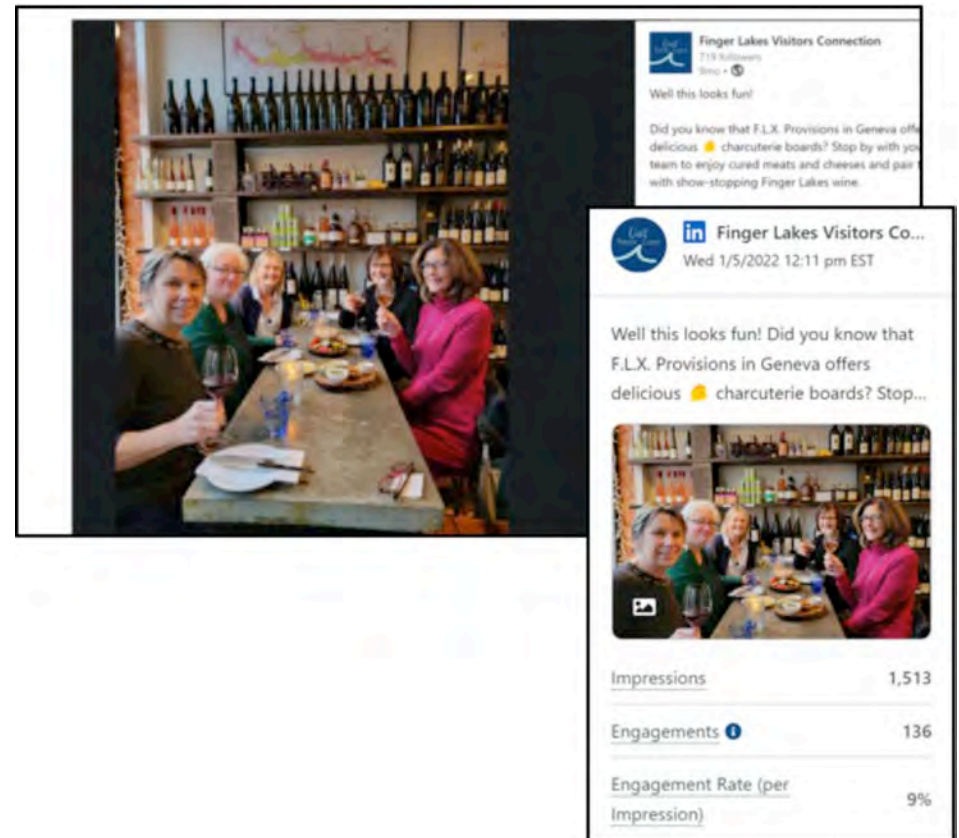 Finger Lakes Visitors Connection
719 followers
9mo •
Well this looks fun!
Did you know that F.L.X. Provisions in Geneva offe
delicious 🧀 charcuterie boards? Stop by with you
team to enjoy cured meats and cheeses and pair t
with show-stopping Finger Lakes wine.
in Finger Lakes Visitors Co...
Wed 1/5/2022 12:11 pm EST
Well this looks fun! Did you know that
F.L.X. Provisions in Geneva offers
delicious 🧀 charcuterie boards? Stop...
Impressions 1,513
Engagements 136
Engagement Rate (per
Impression) 9%